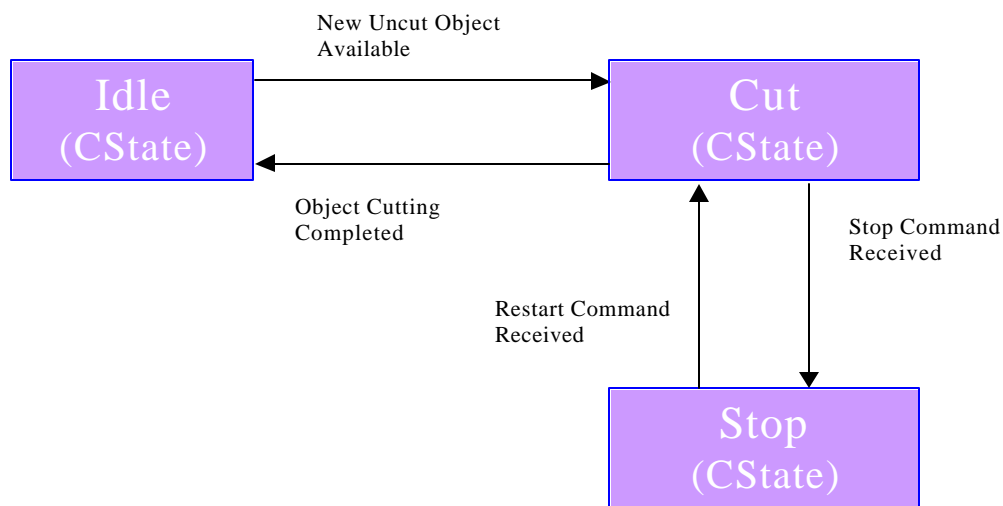 New Uncut Object
Available
Idle
(CState)
Cut
(CState)
Object Cutting
Completed
Stop Command
Received
Restart Command
Received
Stop
(CState)